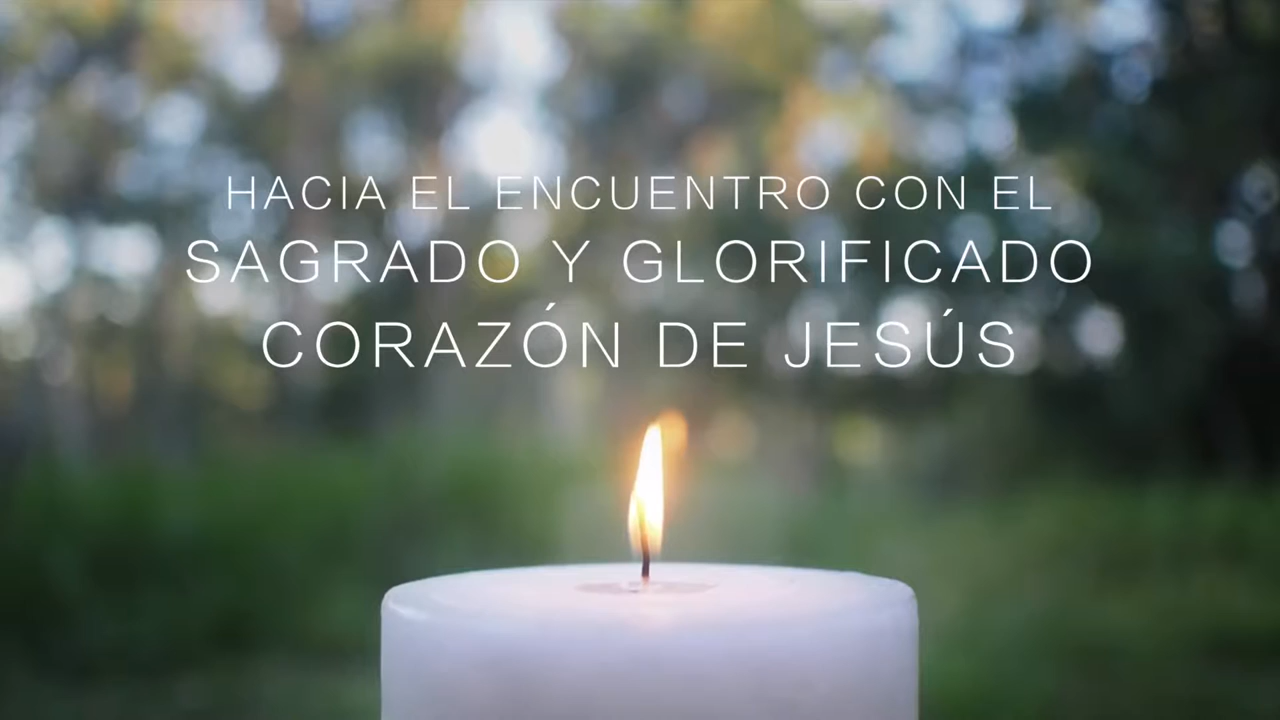 HACIA EL ENCUENTRO CON EL
SAGRADO Y GLORIFICADO
CORAZÓN DE JESÚS